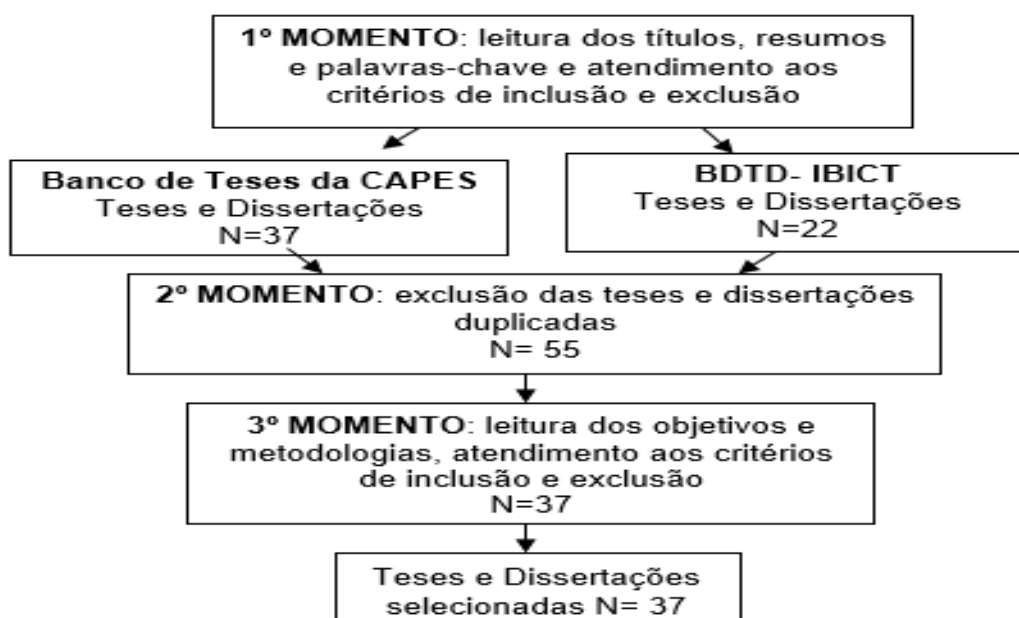 1º MOMENTO: leitura dos títulos, resumos
e palavras-chave e atendimento aos
critérios de inclusão e exclusão
Banco de Teses da CAPES
Teses e Dissertações
N=37
BDTD- IBICT
Teses e Dissertações
N=22
2º MOMENTO: exclusão das teses e dissertações
duplicadas
N= 55
3º MOMENTO: leitura dos objetivos e
metodologias, atendimento aos critérios
de inclusão e exclusão
N=37
Teses e Dissertações
selecionadas N= 37